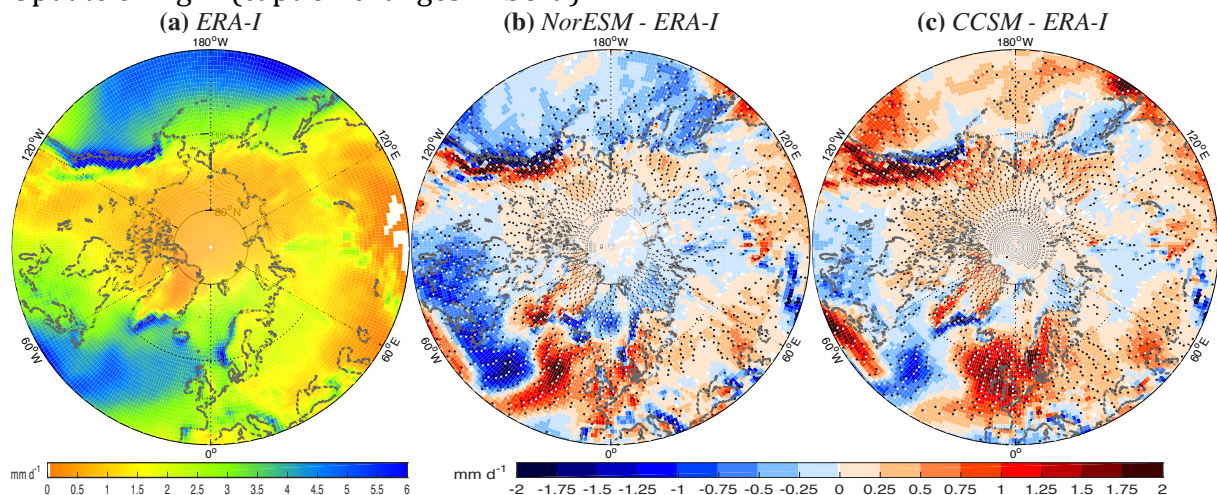 (a) ERA-I (b) NorESM - ERA-I (c) CCSM - ERA-I
180°W 180°W 180°W
120°W 120°E 120°W 120°E 120°W 120°E
80°N 80°N
60°W 60°E 60°W 60°E 60°W 60°E
0° 0° 0°
mm d-1 0 0.5 1 1.5 2 2.5 3 3.5 4 4.5 5 5.5 6
mm d-1 -2 -1.75 -1.5 -1.25 -1 -0.75 -0.5 -0.25 0 0.25 0.5 0.75 1 1.25 1.5 1.75 2